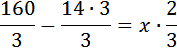 160/3 − 14 · 3/3 = x · 2/3